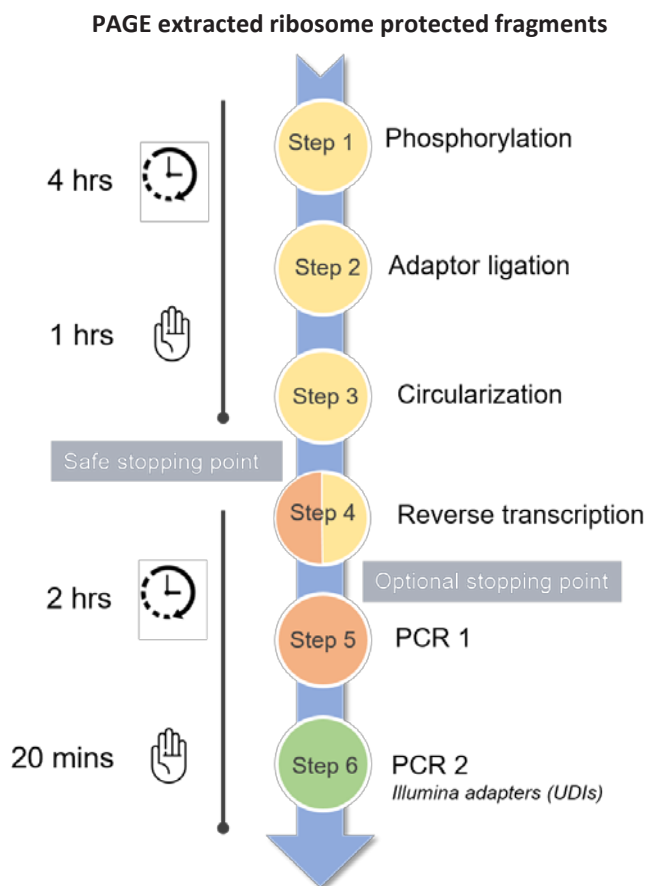 PAGE extracted ribosome protected fragments
Step 1
Phosphorylation
4 hrs
Step 2
Adaptor ligation
1 hrs
Step 3
Circularization
Safe stopping point
Step 4
Reverse transcription
Optional stopping point
2 hrs
Step 5
PCR 1
20 mins
Step 6
PCR 2
Illumina adapters (UDIs)